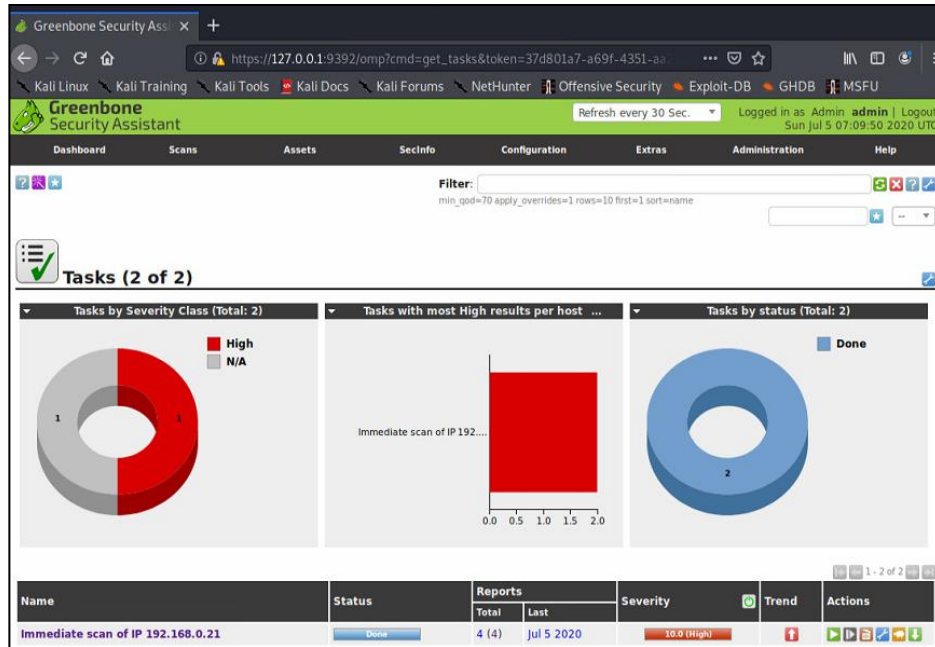 Greenbone Security Assi
https://127.0.0.1:9392/omp?cmd=get_tasks&token=37d801a7-a69f-4351-aa
Kali Linux Kali Training Kali Tools Kali Docs Kali Forums NetHunter Offensive Security Exploit-DB GHDB MSFU
Greenbone
Security Assistant
Refresh every 30 Sec.
Logged in as Admin admin | Logout
Sun Jul 5 07:09:50 2020 UTC
Dashboard Scans Assets SecInfo Configuration Extras Administration Help
Filter:
min_qod=70 apply_overrides=1 rows=10 first=1 sort=name
--
Tasks (2 of 2)
Tasks by Severity Class (Total: 2)
High
N/A
1
1
Tasks with most High results per host ...
Immediate scan of IP 192....
0.0 0.5 1.0 1.5 2.0
Tasks by status (Total: 2)
Done
2
1 - 2 of 2
Name Status Reports Severity Trend Actions
Total Last
Immediate scan of IP 192.168.0.21 Done 4 (4) Jul 5 2020 10.0 (High)